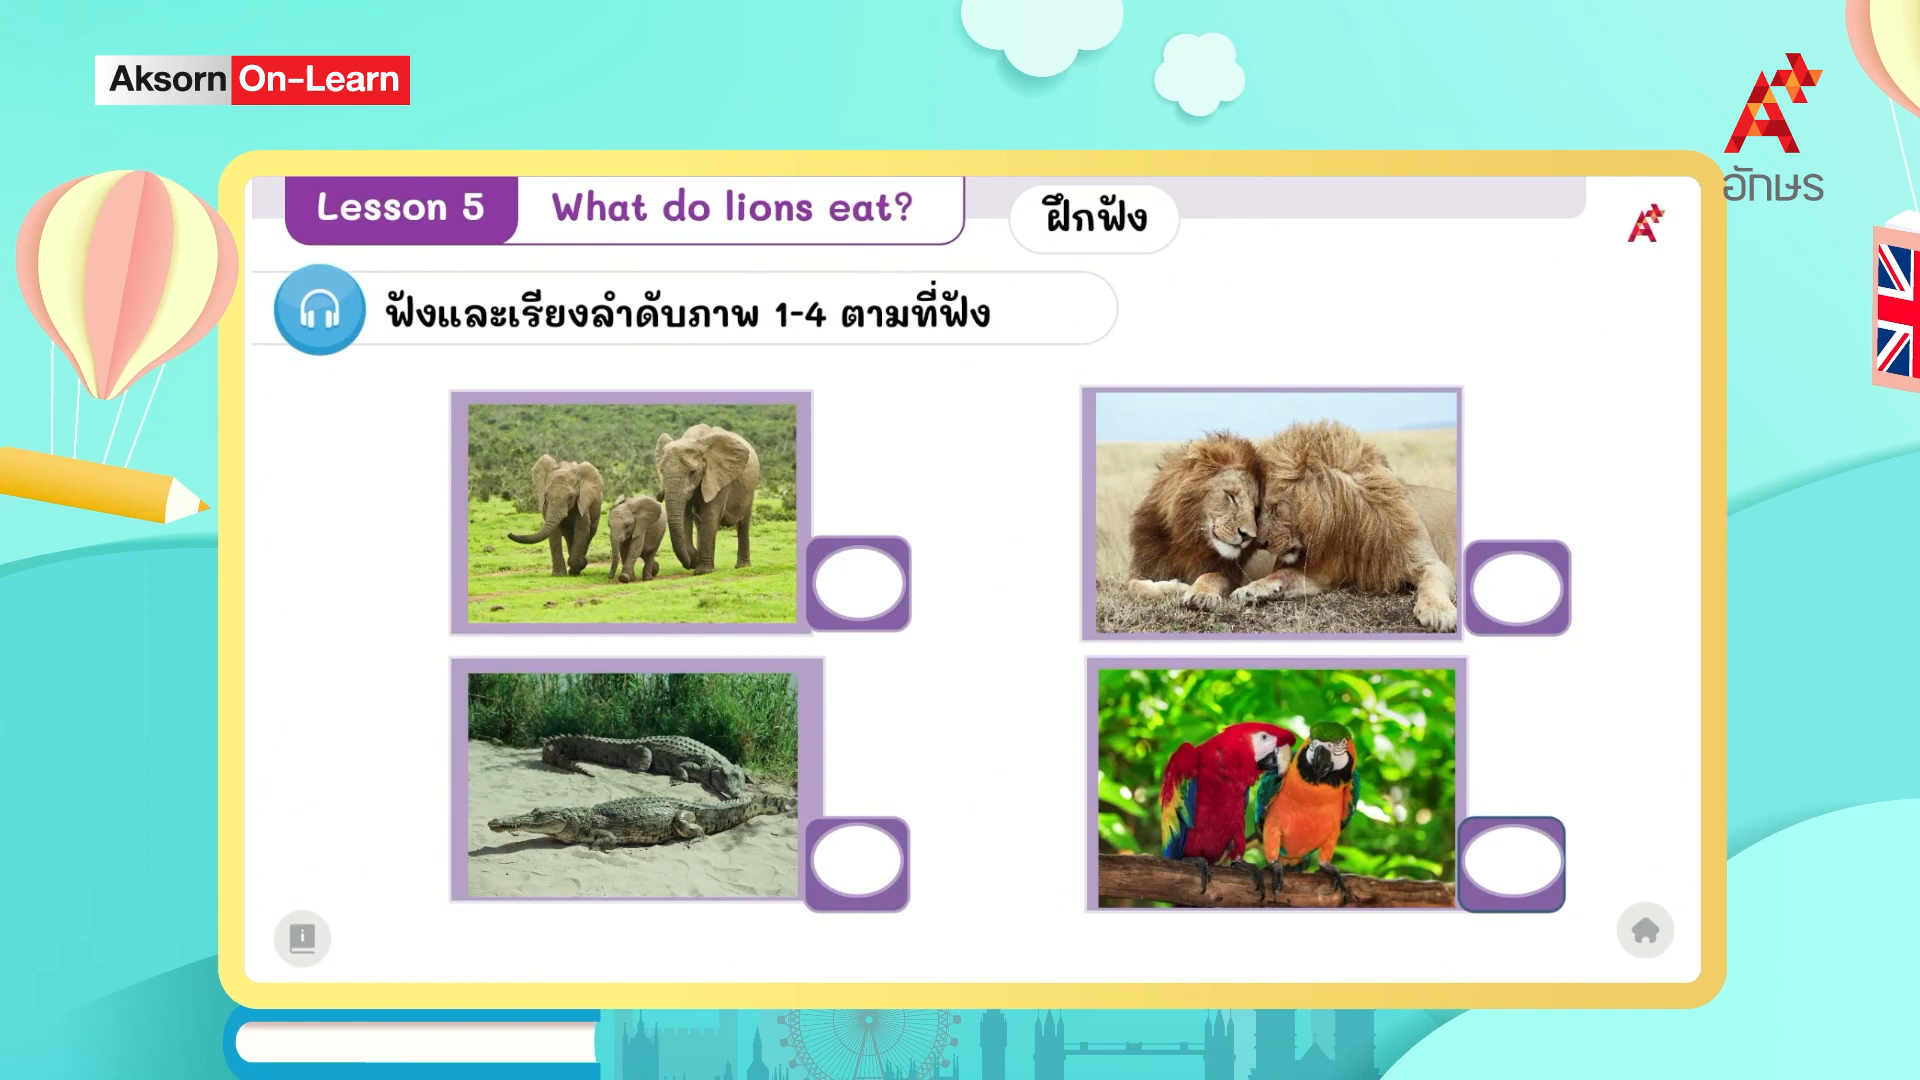 Aksorn On-Learn
อักษร
Lesson 5 What do lions eat? ฝึกฟัง
ฟังและเรียงลำดับภาพ 1-4 ตามที่ฟัง